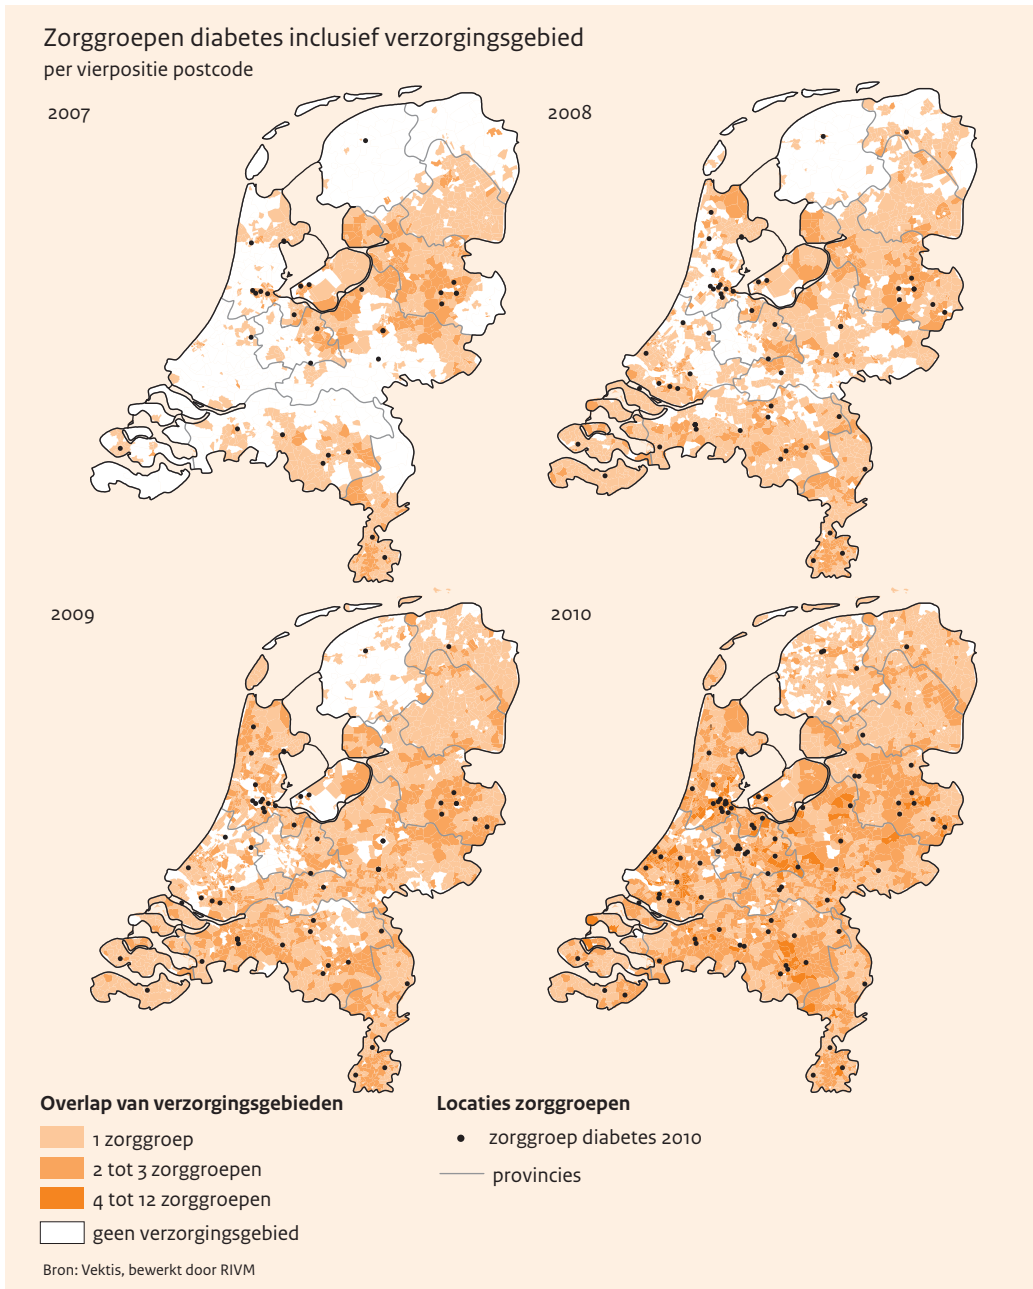 Zorggroepen diabetes inclusief verzorgingsgebied
per vierpositie postcode
2007
2008
2009
2010
Overlap van verzorgingsgebieden
1 zorggroep
2 tot 3 zorggroepen
4 tot 12 zorggroepen
geen verzorgingsgebied
Locaties zorggroepen
zorggroep diabetes 2010
provincies
Bron: Vektis, bewerkt door RIVM